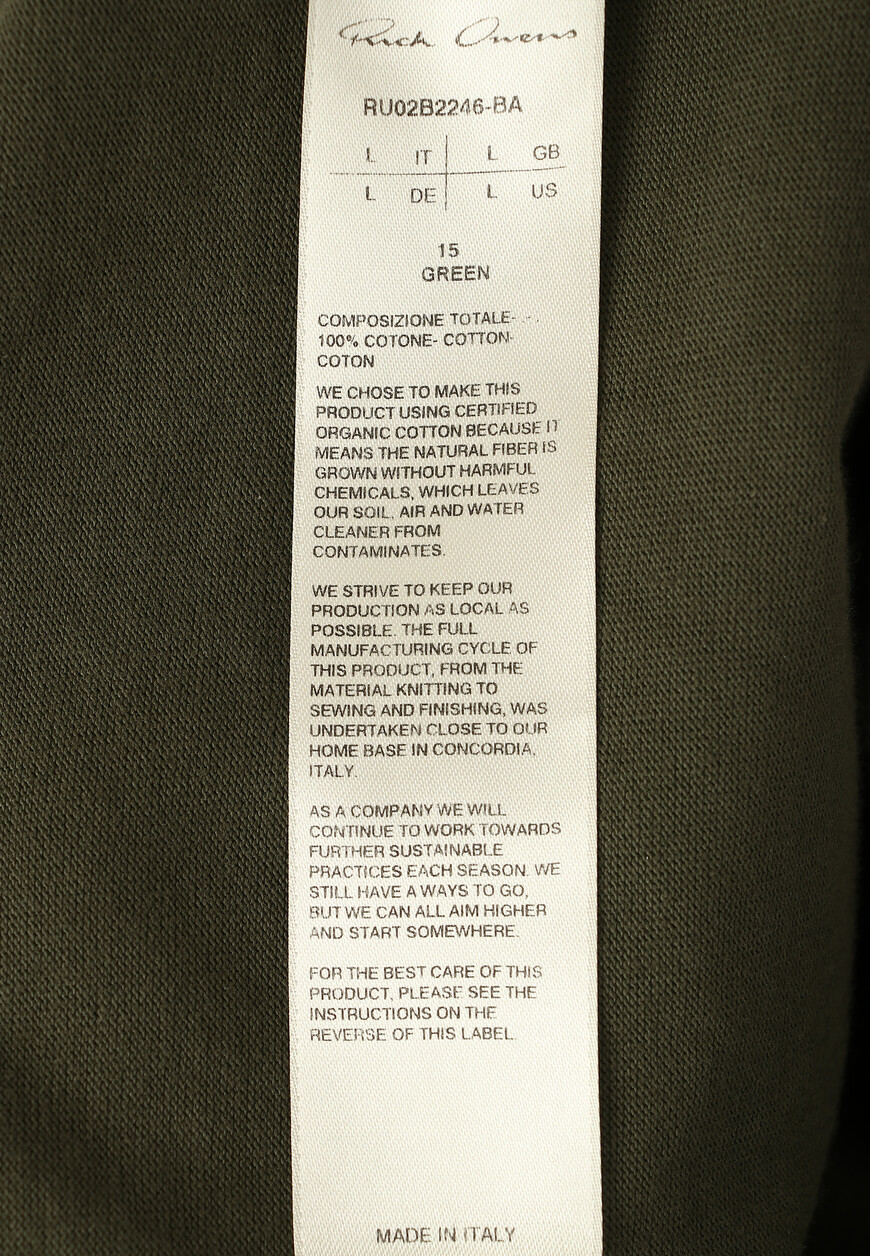 Rick Owens
RU02B2246-BA
L IT L GB
L DE L US
15
GREEN
COMPOSIZIONE TOTALE- - -
100% COTONE- COTTON-
COTON
WE CHOSE TO MAKE THIS
PRODUCT USING CERTIFIED
ORGANIC COTTON BECAUSE IT
MEANS THE NATURAL FIBER IS
GROWN WITHOUT HARMFUL
CHEMICALS, WHICH LEAVES
OUR SOIL, AIR AND WATER
CLEANER FROM
CONTAMINATES.
WE STRIVE TO KEEP OUR
PRODUCTION AS LOCAL AS
POSSIBLE. THE FULL
MANUFACTURING CYCLE OF
THIS PRODUCT, FROM THE
MATERIAL KNITTING TO
SEWING AND FINISHING, WAS
UNDERTAKEN CLOSE TO OUR
HOME BASE IN CONCORDIA,
ITALY.
AS A COMPANY WE WILL
CONTINUE TO WORK TOWARDS
FURTHER SUSTAINABLE
PRACTICES EACH SEASON. WE
STILL HAVE A WAYS TO GO,
BUT WE CAN ALL AIM HIGHER
AND START SOMEWHERE.
FOR THE BEST CARE OF THIS
PRODUCT, PLEASE SEE THE
INSTRUCTIONS ON THE
REVERSE OF THIS LABEL.
MADE IN ITALY